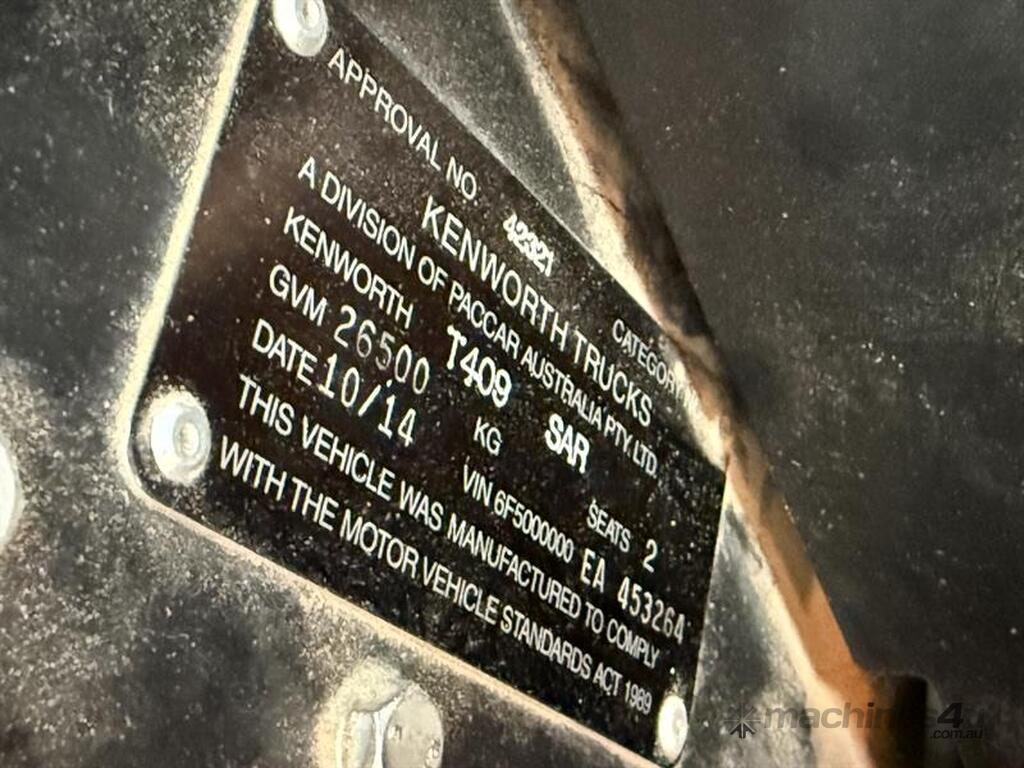 APPROVAL NO. 42321 CATEGORY
KENWORTH TRUCKS
A DIVISION OF PACCAR AUSTRALIA PTY. LTD.
KENWORTH T409 SAR
GVM 26500 KG SEATS 2
DATE 10/14 VIN 6F5000000 EA 453264
THIS VEHICLE WAS MANUFACTURED TO COMPLY
WITH THE MOTOR VEHICLE STANDARDS ACT 1989
machines4u
.com.au